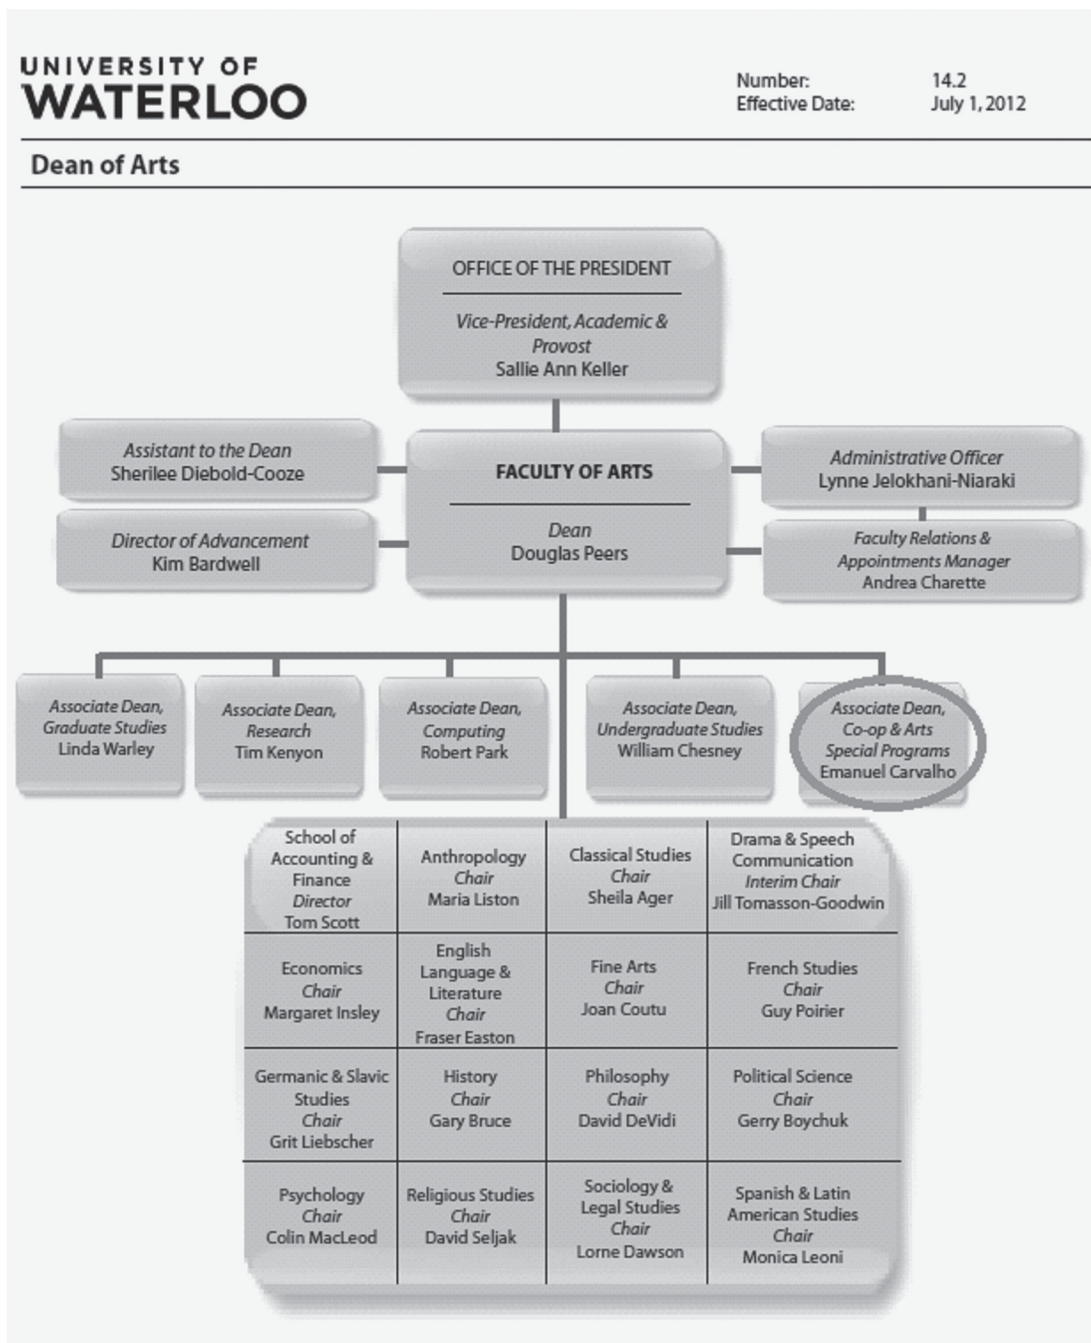 UNIVERSITY OF
WATERLOO
Number: 14.2
Effective Date: July 1, 2012
Dean of Arts
OFFICE OF THE PRESIDENT
Vice-President, Academic &
Provost
Sallie Ann Keller
Assistant to the Dean
Sherilee Diebold-Cooze
Director of Advancement
Kim Bardwell
FACULTY OF ARTS
Dean
Douglas Peers
Administrative Officer
Lynne Jelokhani-Niaraki
Faculty Relations &
Appointments Manager
Andrea Charette
Associate Dean,
Graduate Studies
Linda Warley
Associate Dean,
Research
Tim Kenyon
Associate Dean,
Computing
Robert Park
Associate Dean,
Undergraduate Studies
William Chesney
Associate Dean,
Co-op & Arts
Special Programs
Emanuel Carvalho
School of
Accounting &
Finance
Director
Tom Scott
Anthropology
Chair
Maria Liston
Classical Studies
Chair
Sheila Ager
Drama & Speech
Communication
Interim Chair
Jill Tomasson-Goodwin
Economics
Chair
Margaret Insley
English
Language &
Literature
Chair
Fraser Easton
Fine Arts
Chair
Joan Coutu
French Studies
Chair
Guy Poirier
Germanic & Slavic
Studies
Chair
Grit Liebscher
History
Chair
Gary Bruce
Philosophy
Chair
David DeVidi
Political Science
Chair
Gerry Boychuk
Psychology
Chair
Colin MacLeod
Religious Studies
Chair
David Seljak
Sociology &
Legal Studies
Chair
Lorne Dawson
Spanish & Latin
American Studies
Chair
Monica Leoni